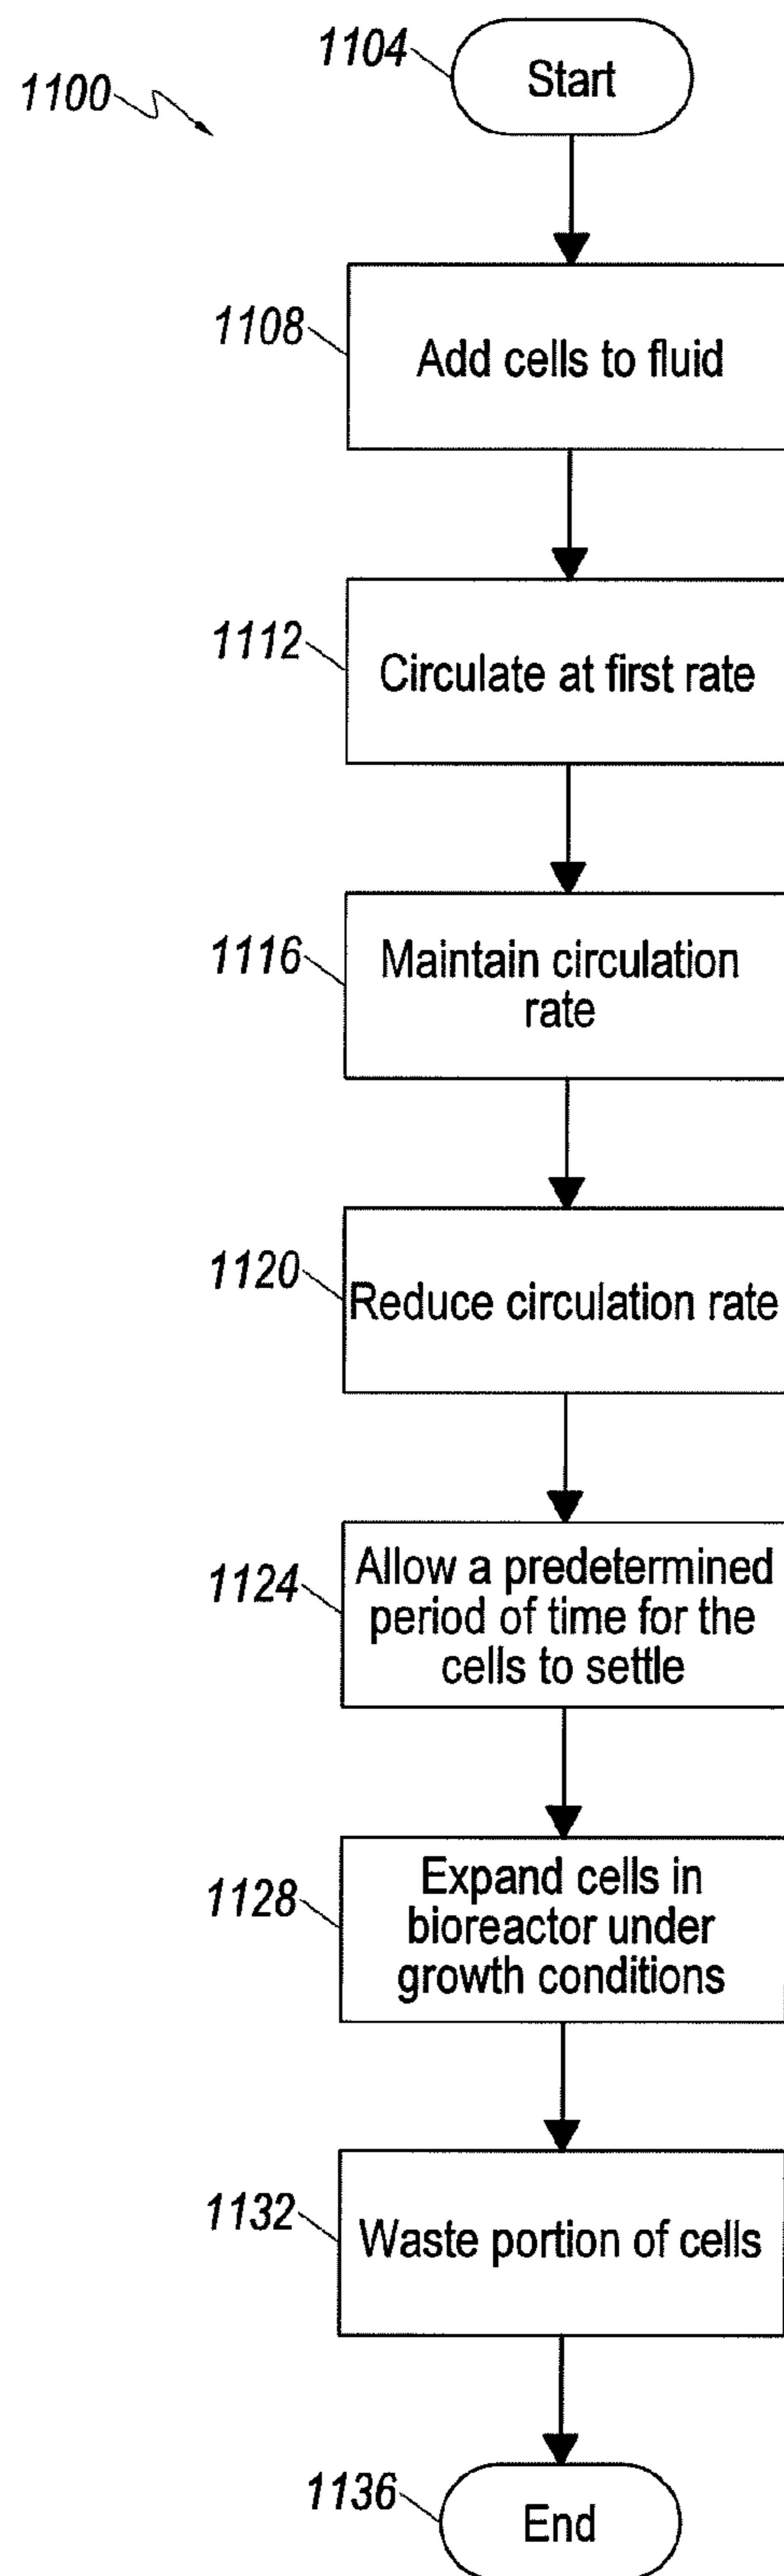 1100
1104
Start
1108
Add cells to fluid
1112
Circulate at first rate
1116
Maintain circulation
rate
1120
Reduce circulation rate
1124
Allow a predetermined
period of time for the
cells to settle
1128
Expand cells in
bioreactor under
growth conditions
1132
Waste portion of cells
1136
End